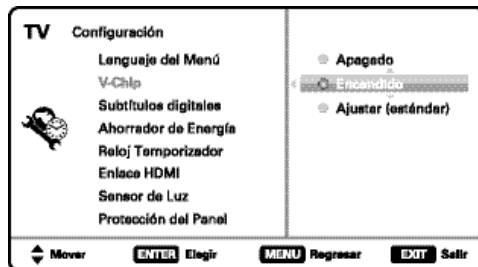 TV Configuración
Lenguaje del Menú
V-Chip
Subtítulos digitales
Ahorrador de Energía
Reloj Temporizador
Enlace HDMI
Sensor de Luz
Protección del Panel
Apagado
Encendido
Ajustar (estándar)
Mover ENTER Elegir MENU Regresar EXIT Salir